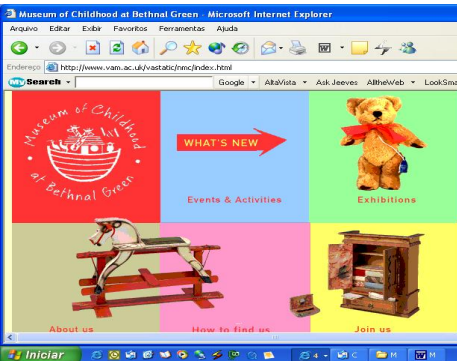 Museum of Childhood at Bethnal Green - Microsoft Internet Explorer
Arquivo Editar Exibir Favoritos Ferramentas Ajuda
Endereço http://www.vam.ac.uk/vastatic/nmc/index.html
My Search Google AltaVista Ask Jeeves AlltheWeb LookSma
Museum of Childhood
at Bethnal Green
WHAT'S NEW
Events & Activities
Exhibitions
About us
How to find us
Join us
Iniciar 4 C M M